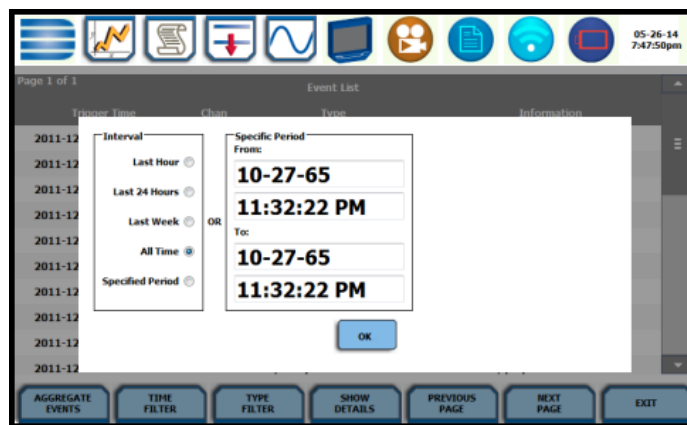 05-26-14
7:47:50pm
Page 1 of 1
Event List
Trigger Time Chan Type Information
2011-12
2011-12
2011-12
2011-12
2011-12
2011-12
2011-12
2011-12
2011-12
2011-12
Interval
Last Hour
Last 24 Hours
Last Week
All Time
Specified Period
OR
Specific Period
From:
10-27-65
11:32:22 PM
To:
10-27-65
11:32:22 PM
OK
AGGREGATE
EVENTS
TIME
FILTER
TYPE
FILTER
SHOW
DETAILS
PREVIOUS
PAGE
NEXT
PAGE
EXIT